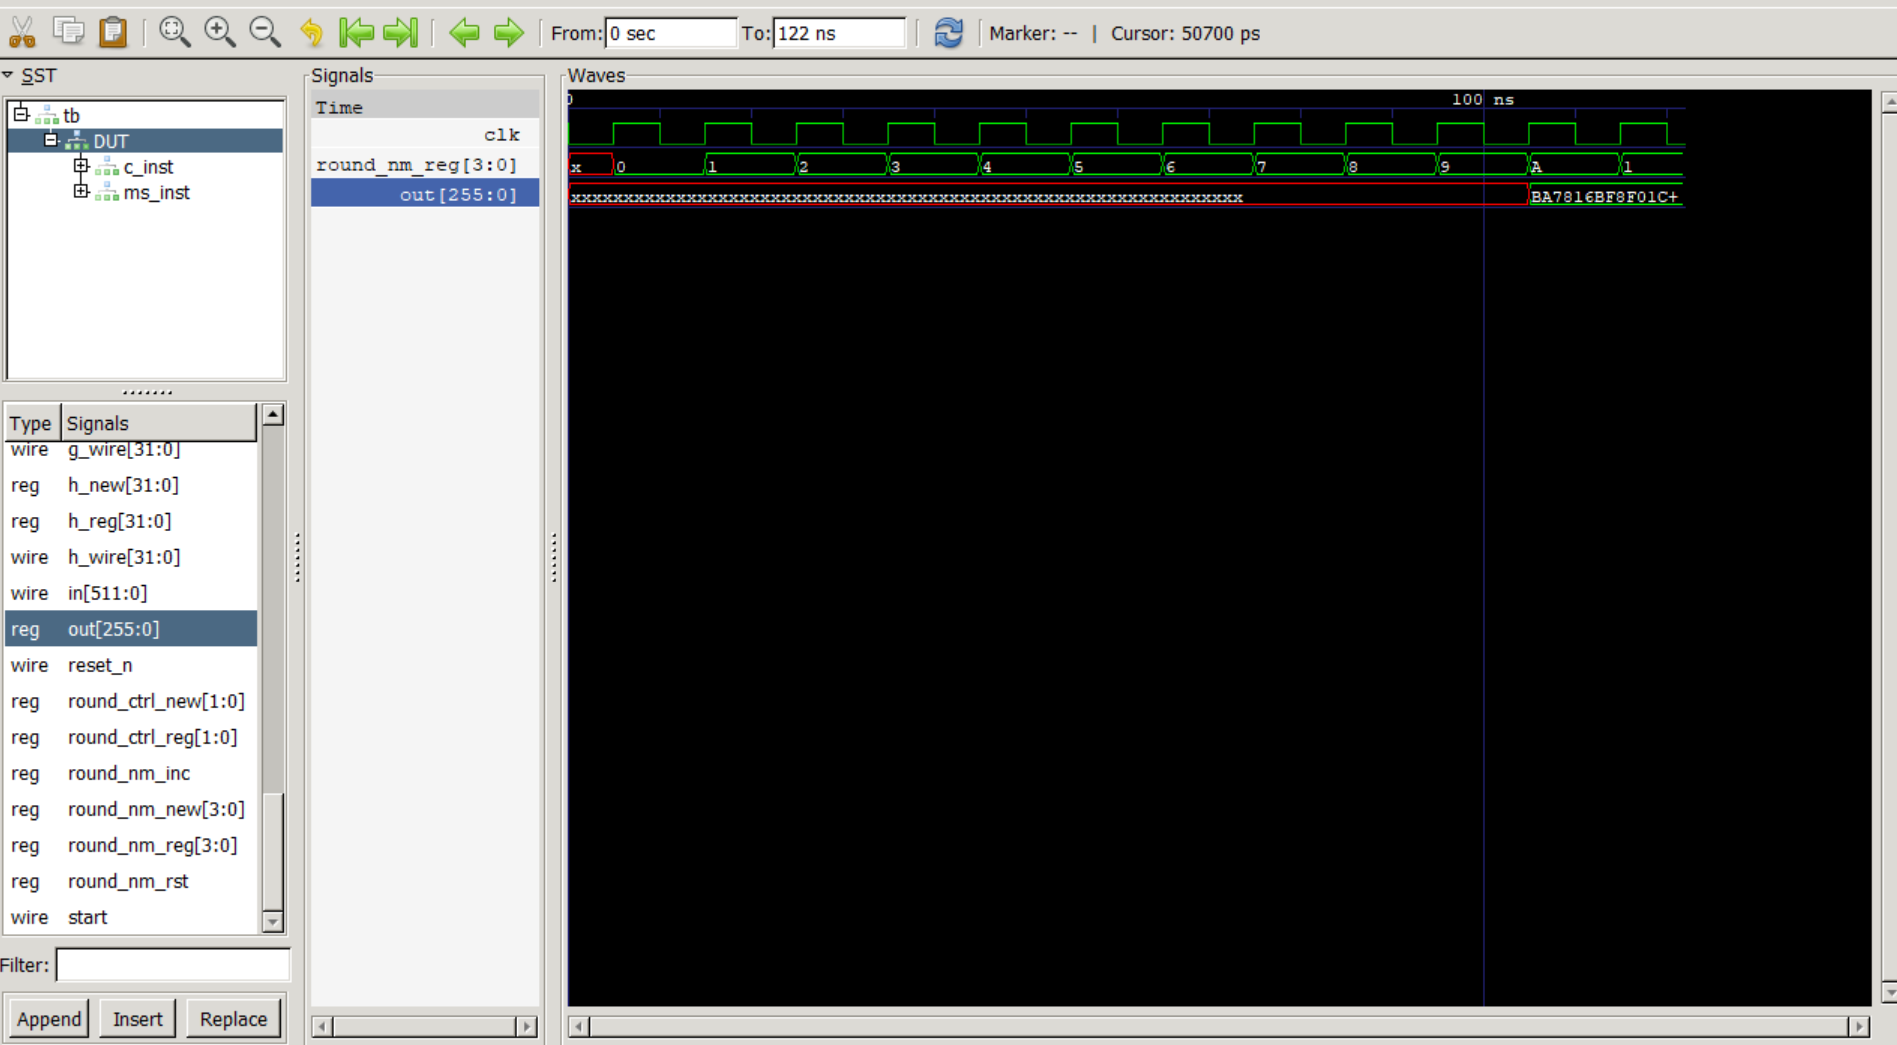 From: 0 sec To: 122 ns Marker: -- | Cursor: 50700 ps
SST
tb
DUT
c_inst
ms_inst
Type Signals
wire g_wire[31:0]
reg h_new[31:0]
reg h_reg[31:0]
wire h_wire[31:0]
wire in[511:0]
reg out[255:0]
wire reset_n
reg round_ctrl_new[1:0]
reg round_ctrl_reg[1:0]
reg round_nm_inc
reg round_nm_new[3:0]
reg round_nm_reg[3:0]
reg round_nm_rst
wire start
Filter:
Append Insert Replace
Signals
Time
clk
round_nm_reg[3:0]
out[255:0]
Waves
0 100 ns
x 0 1 2 3 4 5 6 7 8 9 A 1
xxxxxxxxxxxxxxxxxxxxxxxxxxxxxxxxxxxxxxxxxxxxxxxxxxxxxxxxxxxxxxxx BA7816BF8F01C+